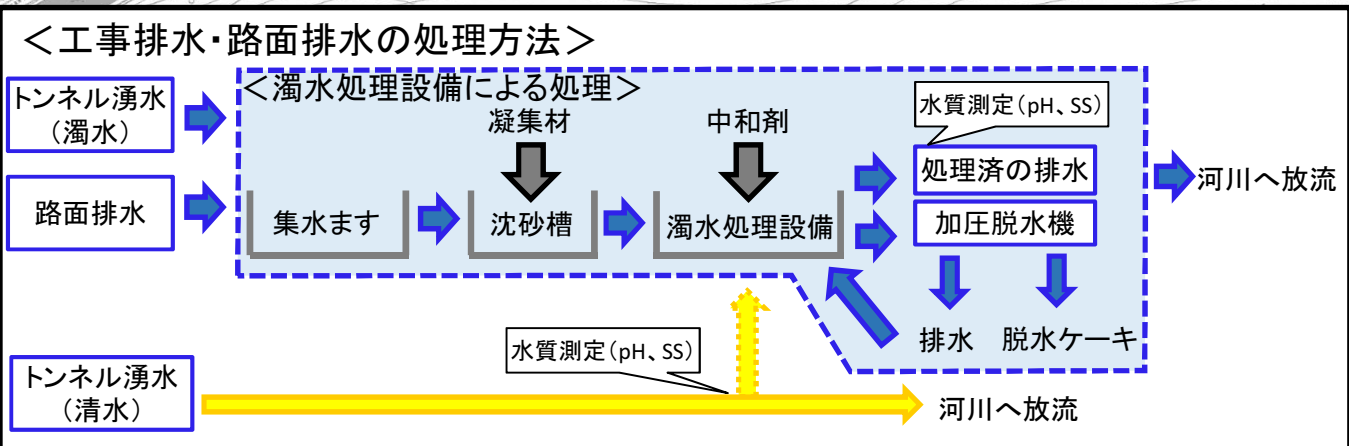 ＜工事排水・路面排水の処理方法＞
トンネル湧水
（濁水）
＜濁水処理設備による処理＞
凝集材
中和剤
水質測定（pH、SS）
路面排水
集水ます
沈砂槽
濁水処理設備
処理済の排水
加圧脱水機
河川へ放流
排水
脱水ケーキ
水質測定（pH、SS）
トンネル湧水
（清水）
河川へ放流